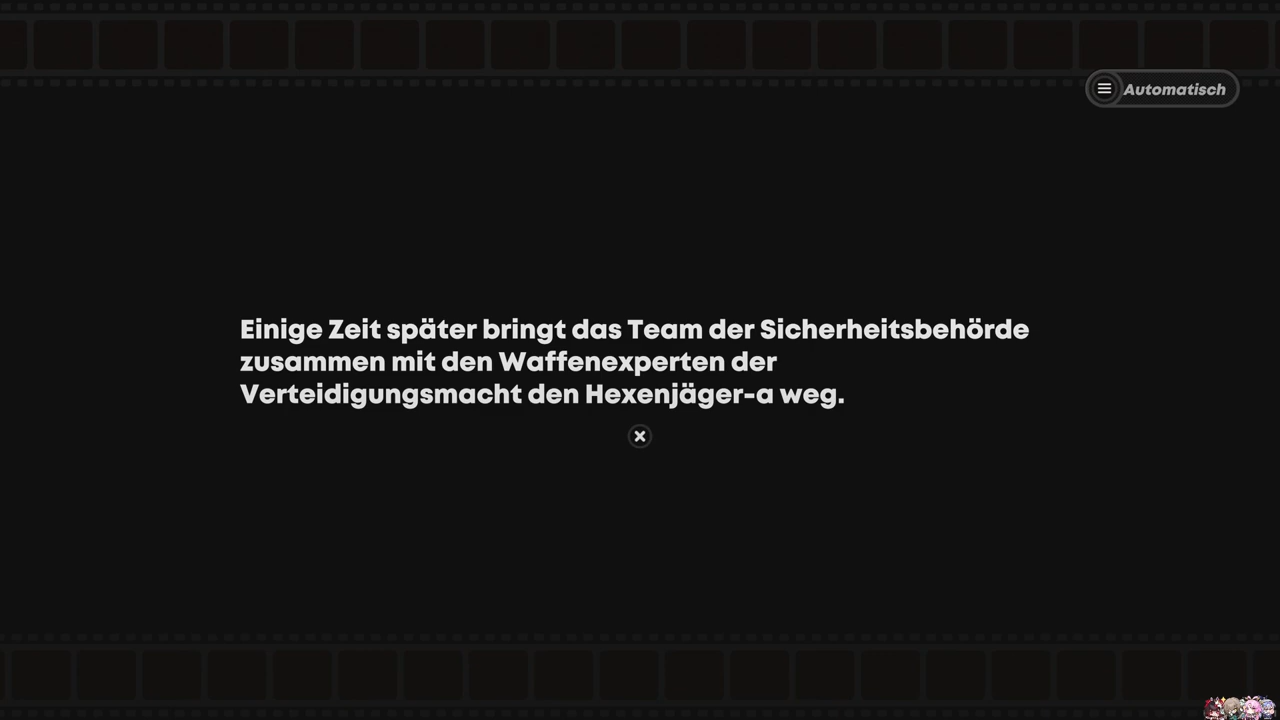 Automatisch
Einige Zeit später bringt das Team der Sicherheitsbehörde
zusammen mit den Waffenexperten der
Verteidigungsmacht den Hexenjäger-a weg.